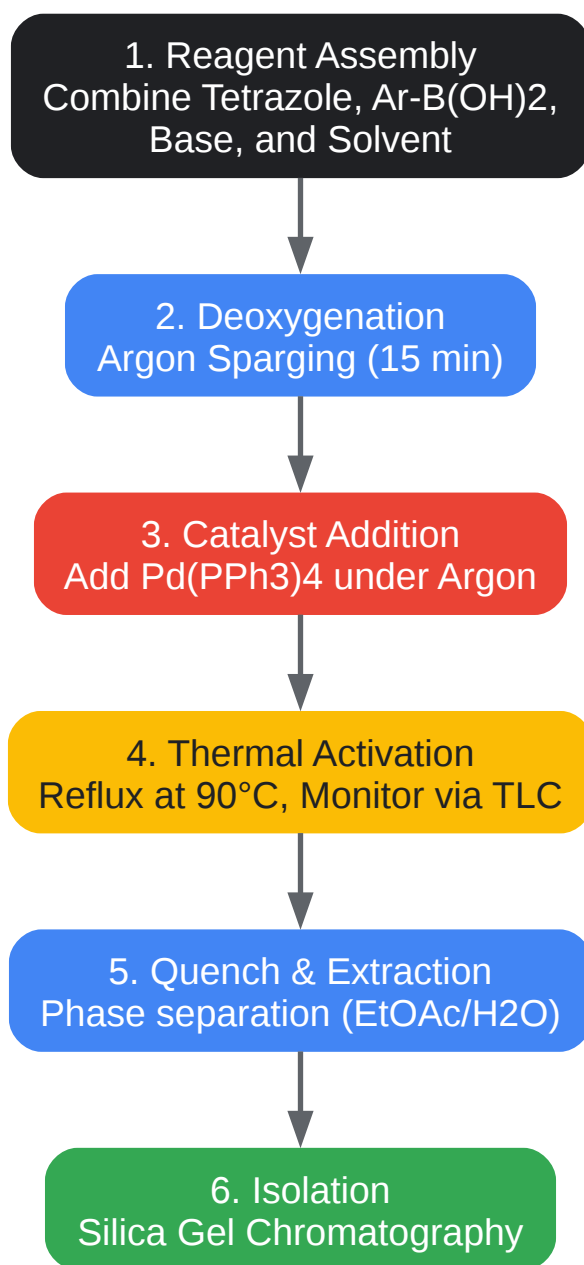 1. Reagent Assembly
Combine Tetrazole, Ar-B(OH)2,
Base, and Solvent
2. Deoxygenation
Argon Sparging (15 min)
3. Catalyst Addition
Add Pd(PPh3)4 under Argon
4. Thermal Activation
Reflux at 90°C, Monitor via TLC
5. Quench & Extraction
Phase separation (EtOAc/H2O)
6. Isolation
Silica Gel Chromatography